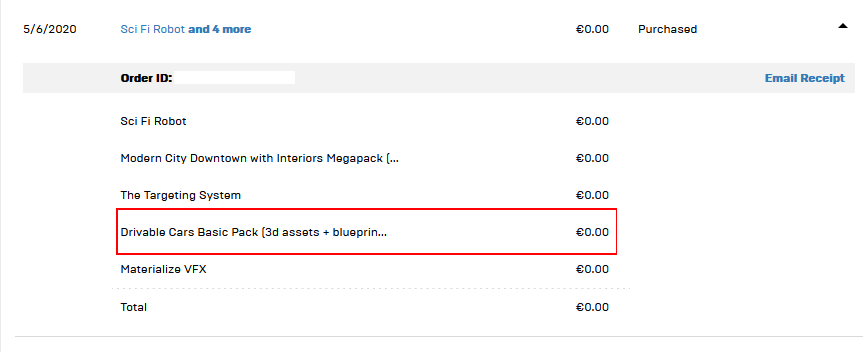 5/6/2020 Sci Fi Robot and 4 more €0.00 Purchased
Order ID: Email Receipt
Sci Fi Robot €0.00
Modern City Downtown with Interiors Megapack (... €0.00
The Targeting System €0.00
Drivable Cars Basic Pack (3d assets + blueprin... €0.00
Materialize VFX €0.00
Total €0.00